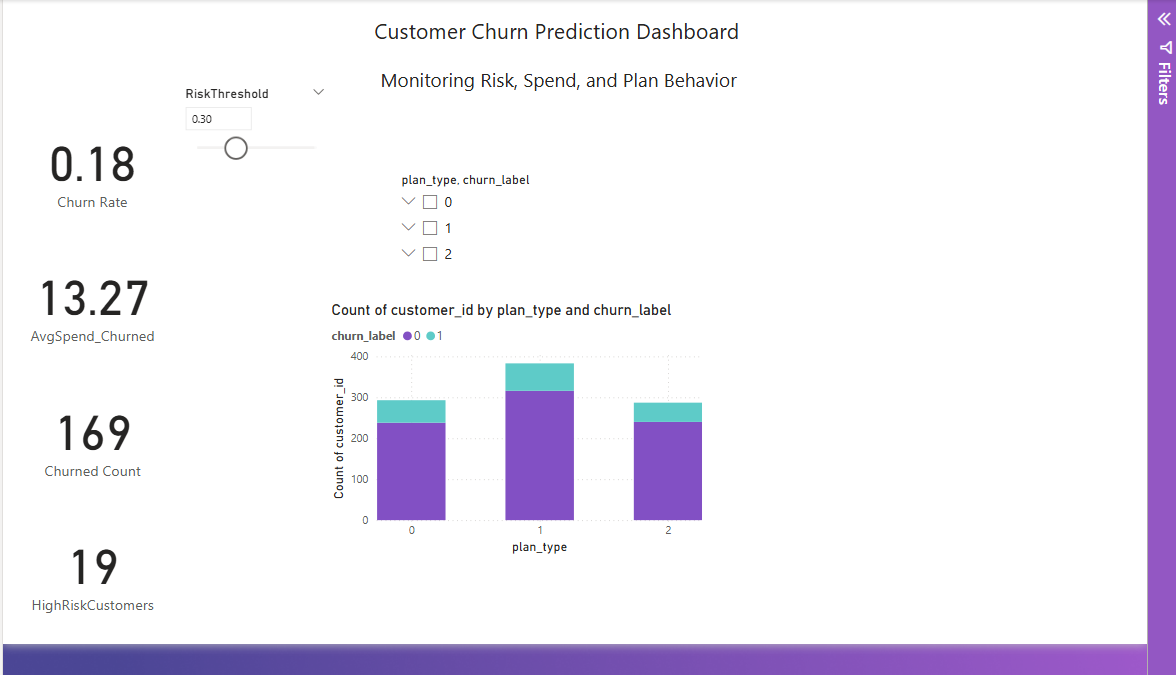 Customer Churn Prediction Dashboard
Monitoring Risk, Spend, and Plan Behavior
Filters
RiskThreshold
0.30
0.18
Churn Rate
13.27
AvgSpend_Churned
169
Churned Count
19
HighRiskCustomers
plan_type, churn_label
0
1
2
Count of customer_id by plan_type and churn_label
churn_label 0 1
Count of customer_id
400
300
200
100
0
0 1 2
plan_type